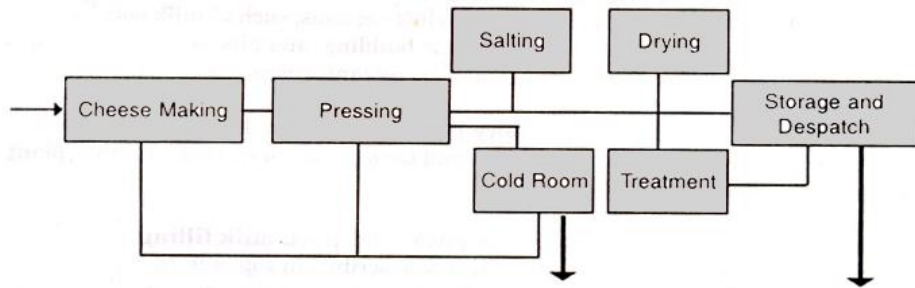 Salting
Drying
Cheese Making
Pressing
Storage and
Despatch
Cold Room
Treatment